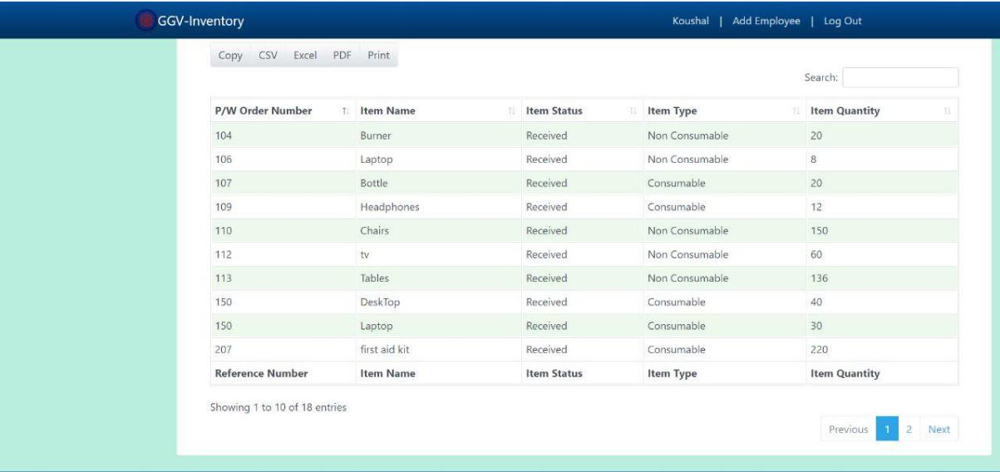 GGV-Inventory Koushal | Add Employee | Log Out
Copy CSV Excel PDF Print
Search:
P/W Order Number Item Name Item Status Item Type Item Quantity
104 Burner Received Non Consumable 20
106 Laptop Received Non Consumable 8
107 Bottle Received Consumable 20
109 Headphones Received Consumable 12
110 Chairs Received Non Consumable 150
112 tv Received Non Consumable 60
113 Tables Received Non Consumable 136
150 DeskTop Received Consumable 40
150 Laptop Received Consumable 30
207 first aid kit Received Consumable 220
Reference Number Item Name Item Status Item Type Item Quantity
Showing 1 to 10 of 18 entries
Previous 1 2 Next